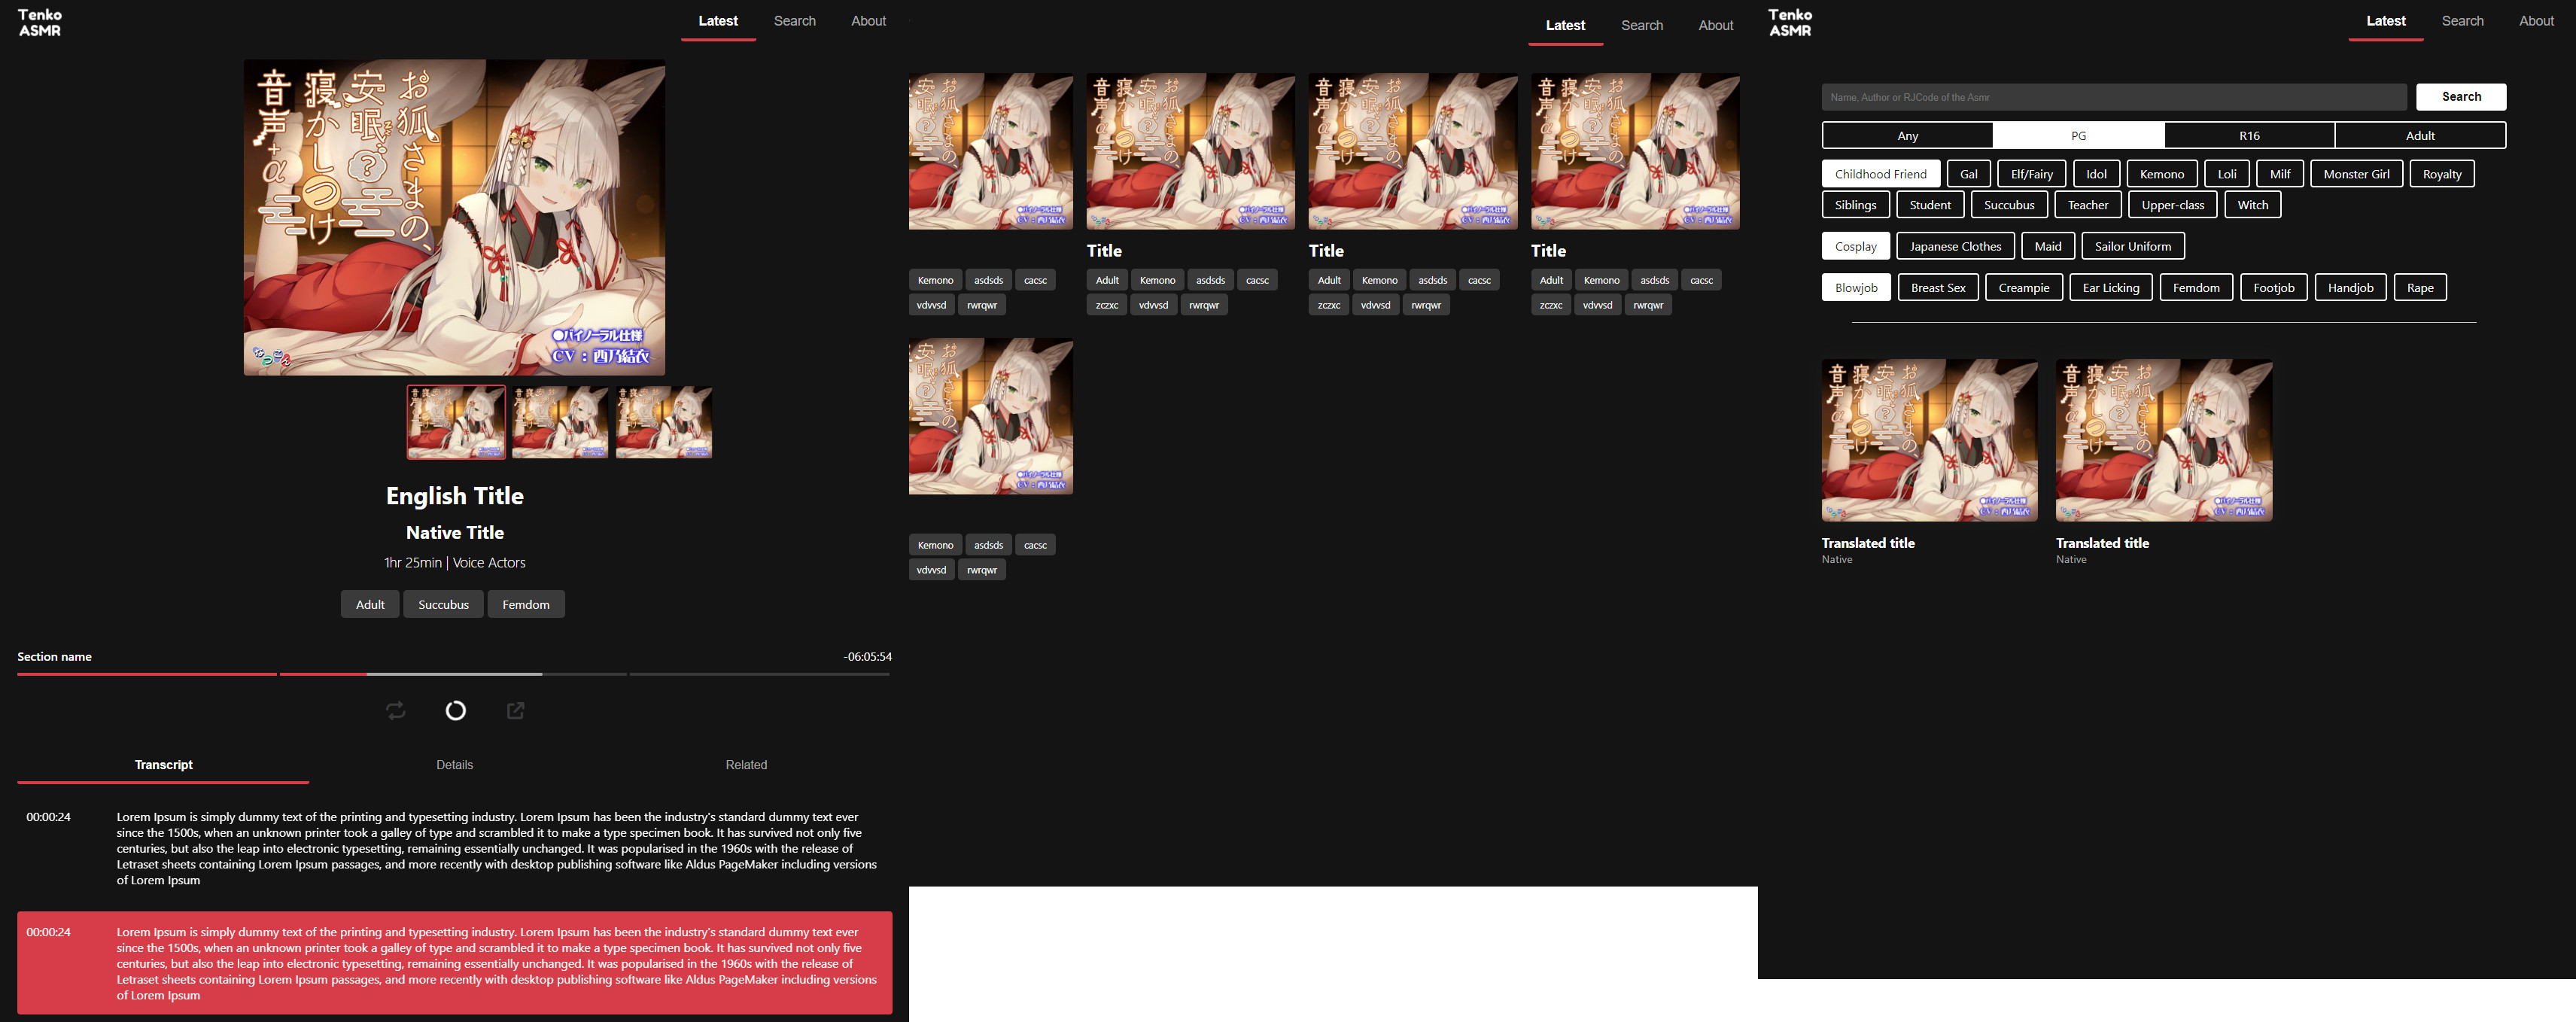 Tenko
ASMR
Latest
Search
About
お狐さまの、
安眠？
寝かしつけ
音声+α
●バイノーラル仕様
CV：西乃結衣
English Title
Native Title
1hr 25min | Voice Actors
Adult
Succubus
Femdom
Section name
-06:05:54
Transcript
Details
Related
00:00:24
Lorem Ipsum is simply dummy text of the printing and typesetting industry. Lorem Ipsum has been the industry's standard dummy text ever
since the 1500s, when an unknown printer took a galley of type and scrambled it to make a type specimen book. It has survived not only five
centuries, but also the leap into electronic typesetting, remaining essentially unchanged. It was popularised in the 1960s with the release of
Letraset sheets containing Lorem Ipsum passages, and more recently with desktop publishing software like Aldus PageMaker including versions
of Lorem Ipsum
00:00:24
Lorem Ipsum is simply dummy text of the printing and typesetting industry. Lorem Ipsum has been the industry's standard dummy text ever
since the 1500s, when an unknown printer took a galley of type and scrambled it to make a type specimen book. It has survived not only five
centuries, but also the leap into electronic typesetting, remaining essentially unchanged. It was popularised in the 1960s with the release of
Letraset sheets containing Lorem Ipsum passages, and more recently with desktop publishing software like Aldus PageMaker including versions
of Lorem Ipsum
Latest
Search
About
Kemono asdsds cacsc
vdvvsd rwrqwr
Title
Adult Kemono asdsds cacsc
zczxc vdvvsd rwrqwr
Title
Adult Kemono asdsds cacsc
zczxc vdvvsd rwrqwr
Title
Adult Kemono asdsds cacsc
zczxc vdvvsd rwrqwr
Kemono asdsds cacsc
vdvvsd rwrqwr
Tenko
ASMR
Latest
Search
About
Name, Author or RJCode of the Asmr
Search
Any PG R16 Adult
Childhood Friend Gal Elf/Fairy Idol Kemono Loli Milf Monster Girl Royalty
Siblings Student Succubus Teacher Upper-class Witch
Cosplay Japanese Clothes Maid Sailor Uniform
Blowjob Breast Sex Creampie Ear Licking Femdom Footjob Handjob Rape
Translated title
Native
Translated title
Native